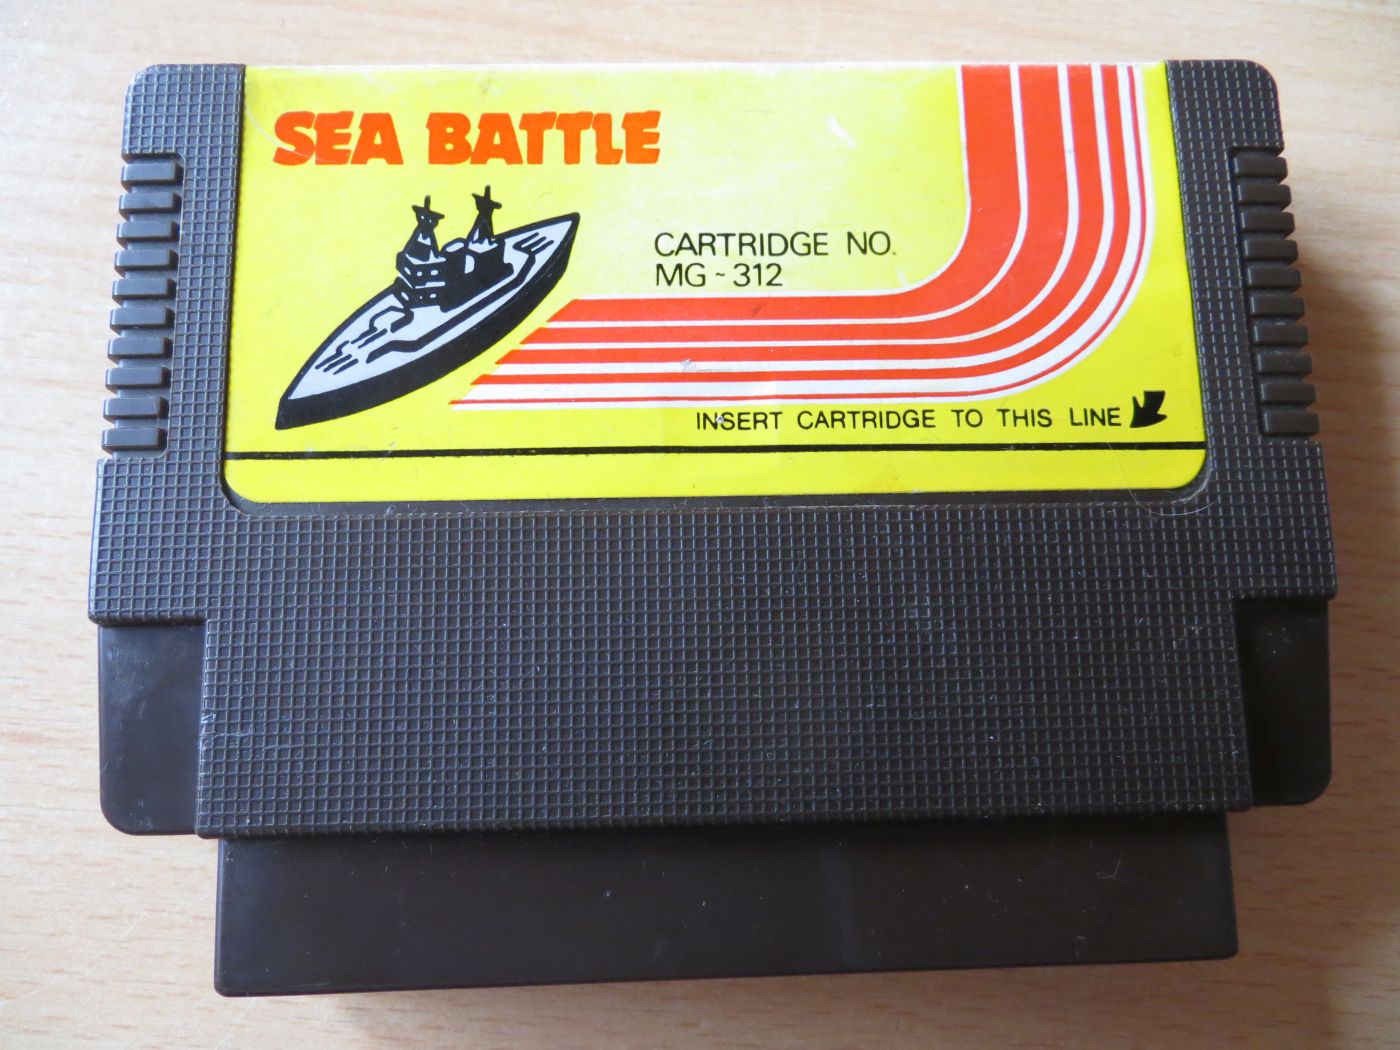 SEA BATTLE
CARTRIDGE NO.
MG-312
INSERT CARTRIDGE TO THIS LINE